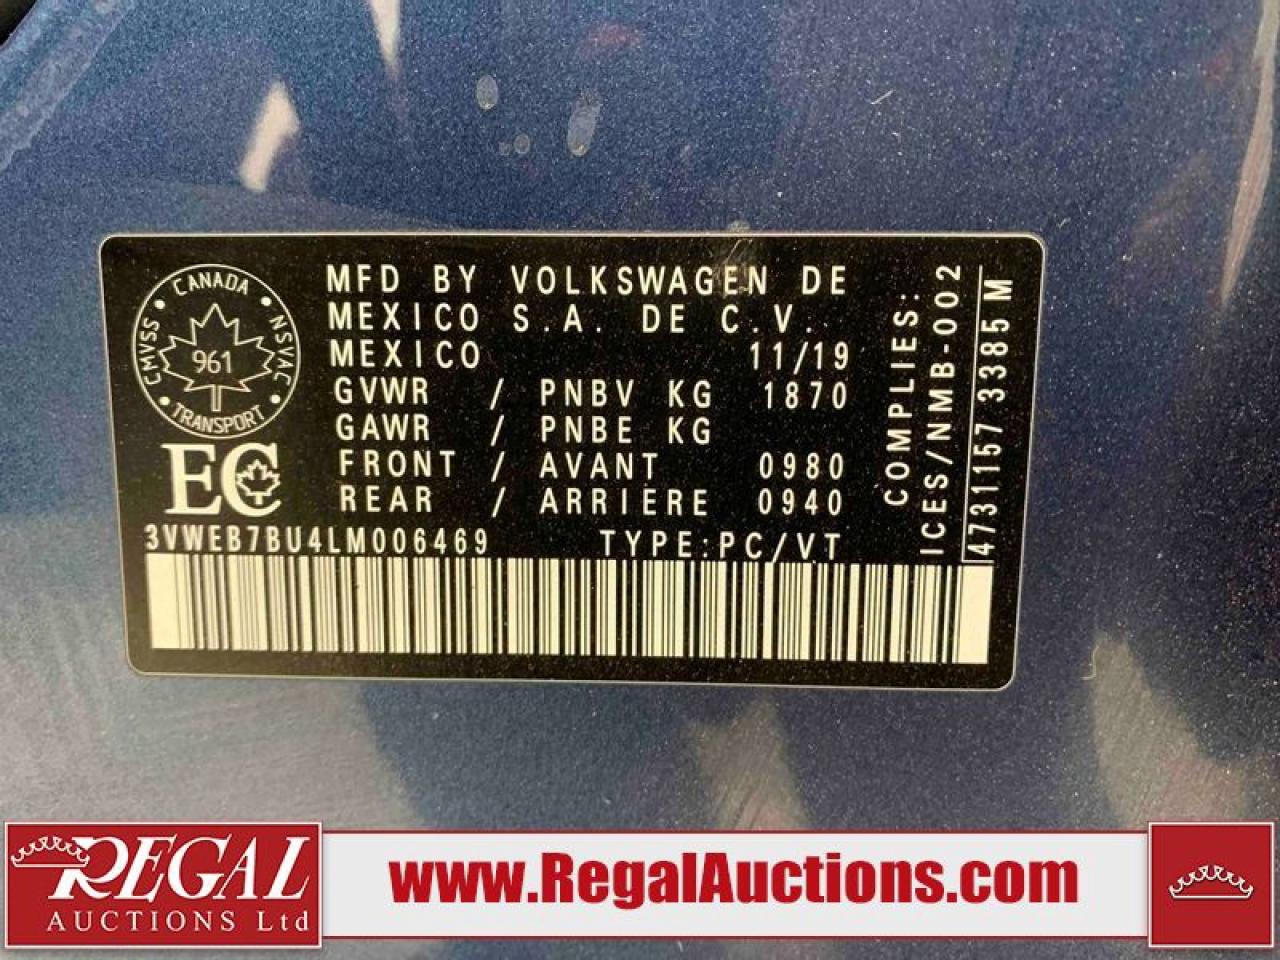 CANADA
CMVSS
NSVAC
961
TRANSPORT
EC
MFD BY VOLKSWAGEN DE
MEXICO S.A. DE C.V.
MEXICO 11/19
GVWR / PNBV KG 1870
GAWR / PNBE KG
FRONT / AVANT 0980
REAR / ARRIÈRE 0940
3VWEB7BU4LM006469 TYPE:PC/VT
COMPLIES:
ICES/NMB-002
4731157 3385 M
REGAL
AUCTIONS Ltd
www.RegalAuctions.com